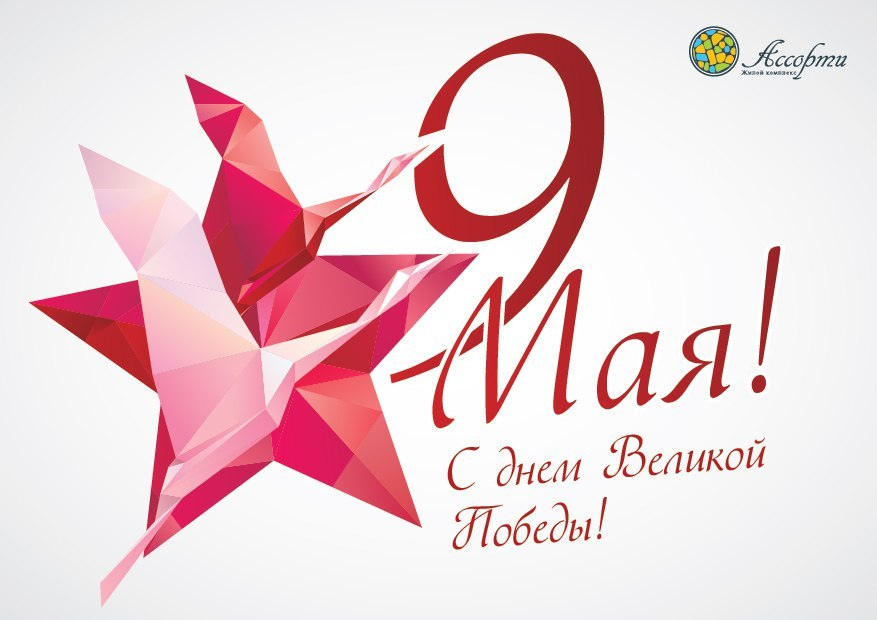 Ассорти
Жилой комплекс
9
Мая!
С днем Великой
Победы!